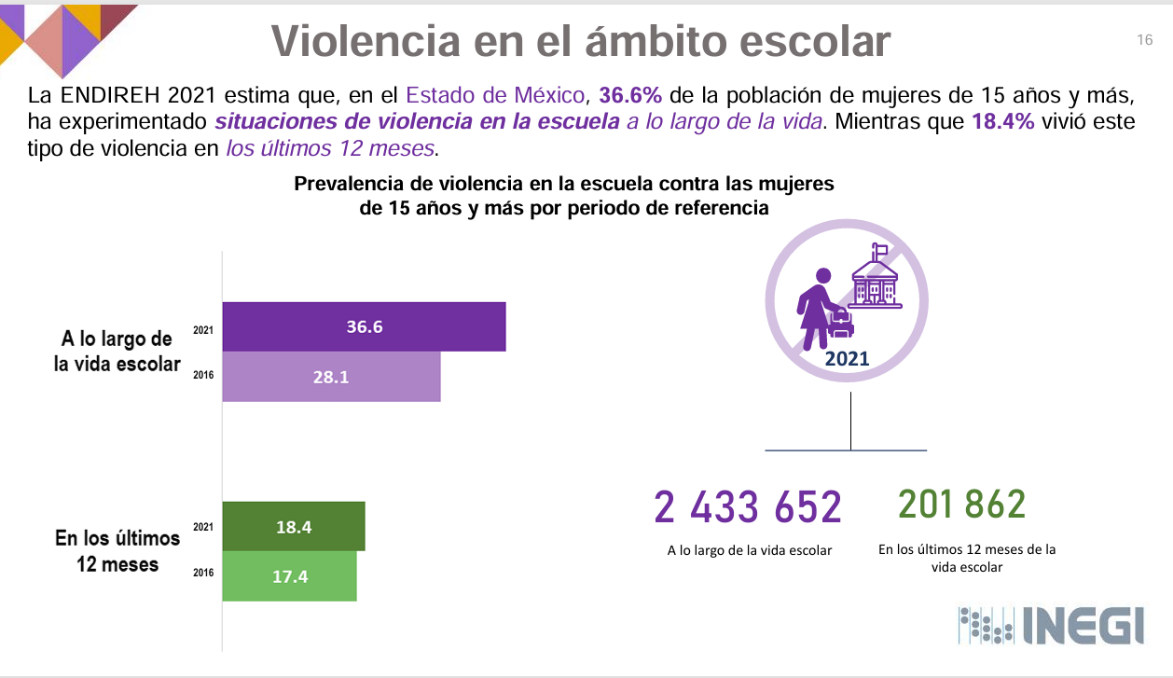 Violencia en el ámbito escolar
16
La ENDIREH 2021 estima que, en el Estado de México, 36.6% de la población de mujeres de 15 años y más,
ha experimentado situaciones de violencia en la escuela a lo largo de la vida. Mientras que 18.4% vivió este
tipo de violencia en los últimos 12 meses.
Prevalencia de violencia en la escuela contra las mujeres
de 15 años y más por periodo de referencia
A lo largo de
la vida escolar
2021
36.6
2016
28.1
En los últimos
12 meses
2021
18.4
2016
17.4
2021
2 433 652
A lo largo de la vida escolar
201 862
En los últimos 12 meses de la
vida escolar
INEGI